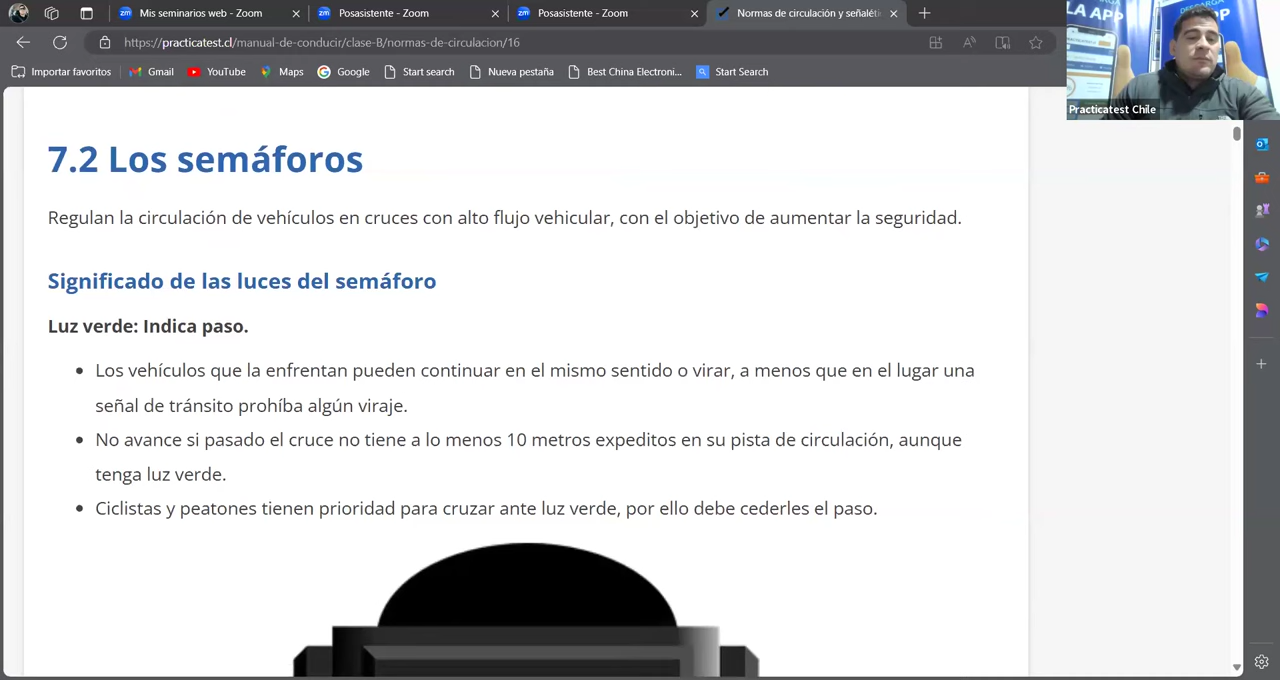 Mis seminarios web - Zoom
Posasistente - Zoom
Posasistente - Zoom
Normas de circulación y señaléti
https://practicatest.cl/manual-de-conducir/clase-B/normas-de-circulacion/16
Importar favoritos
Gmail
YouTube
Maps
Google
Start search
Nueva pestaña
Best China Electroni...
Start Search
LA APP
DESCARGA
APP
Practicatest Chile
7.2 Los semáforos
Regulan la circulación de vehículos en cruces con alto flujo vehicular, con el objetivo de aumentar la seguridad.
Significado de las luces del semáforo
Luz verde: Indica paso.
Los vehículos que la enfrentan pueden continuar en el mismo sentido o virar, a menos que en el lugar una
señal de tránsito prohíba algún viraje.
No avance si pasado el cruce no tiene a lo menos 10 metros expeditos en su pista de circulación, aunque
tenga luz verde.
Ciclistas y peatones tienen prioridad para cruzar ante luz verde, por ello debe cederles el paso.